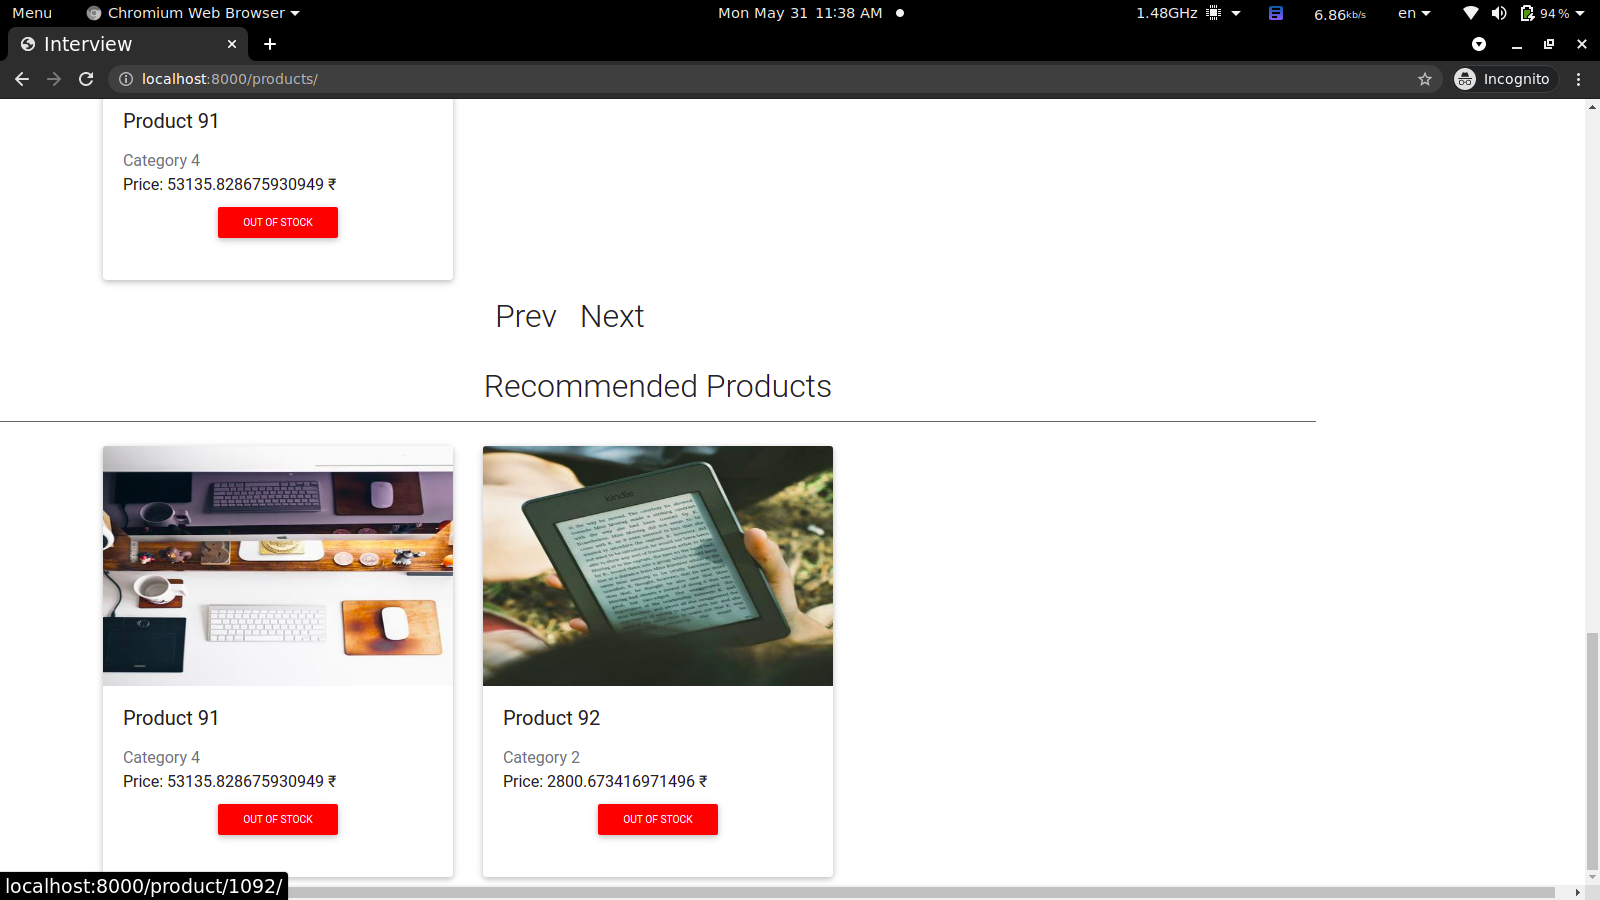 Menu Chromium Web Browser Mon May 31 11:38 AM 1.48GHz 6.86kb/s en 94%
Interview
localhost:8000/products/ Incognito
Product 91
Category 4
Price: 53135.828675930949 ₹
OUT OF STOCK
Prev Next
Recommended Products
kindle
Product 91 Product 92
Category 4 Category 2
Price: 53135.828675930949 ₹ Price: 2800.673416971496 ₹
OUT OF STOCK OUT OF STOCK
localhost:8000/product/1092/